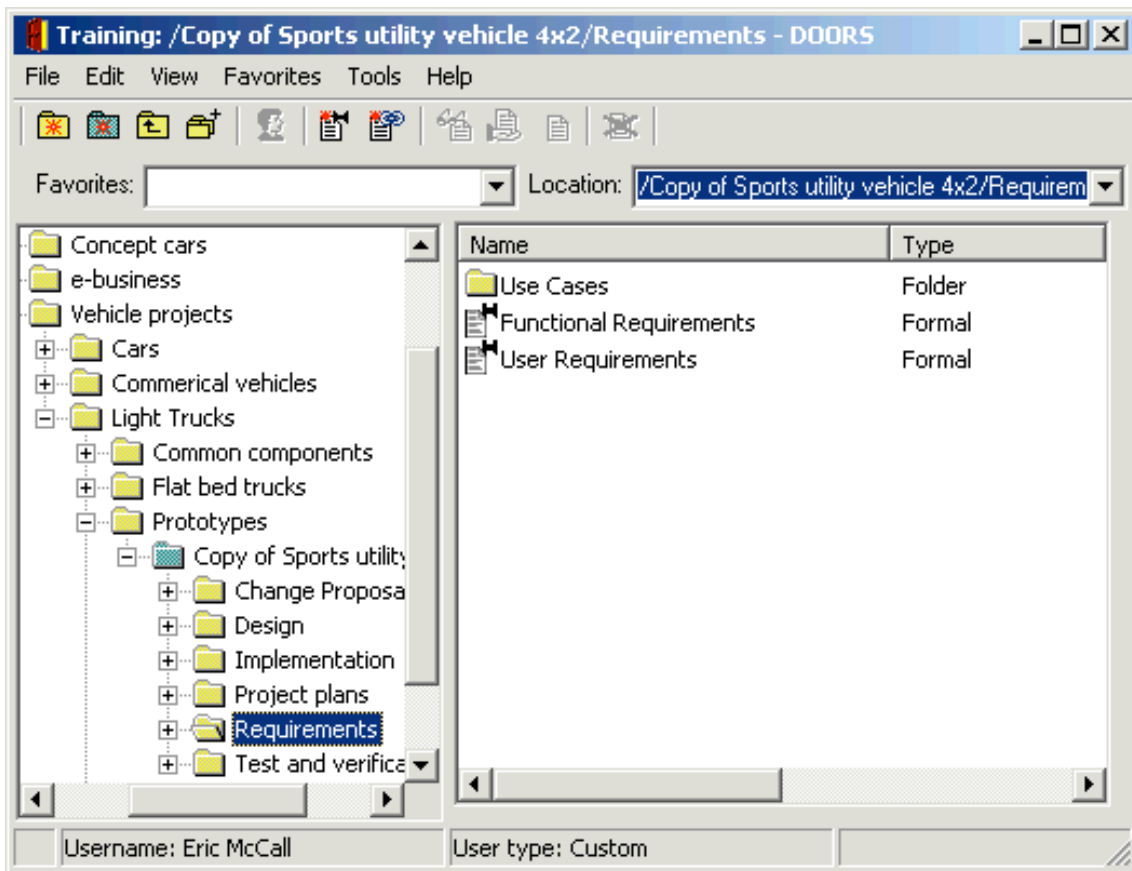 Training: /Copy of Sports utility vehicle 4x2/Requirements - DOORS
File Edit View Favorites Tools Help
Favorites: Location: /Copy of Sports utility vehicle 4x2/Requirem
Concept cars
e-business
Vehicle projects
Cars
Commerical vehicles
Light Trucks
Common components
Flat bed trucks
Prototypes
Copy of Sports utility
Change Proposa
Design
Implementation
Project plans
Requirements
Test and verifica
Name Type
Use Cases Folder
Functional Requirements Formal
User Requirements Formal
Username: Eric McCall User type: Custom